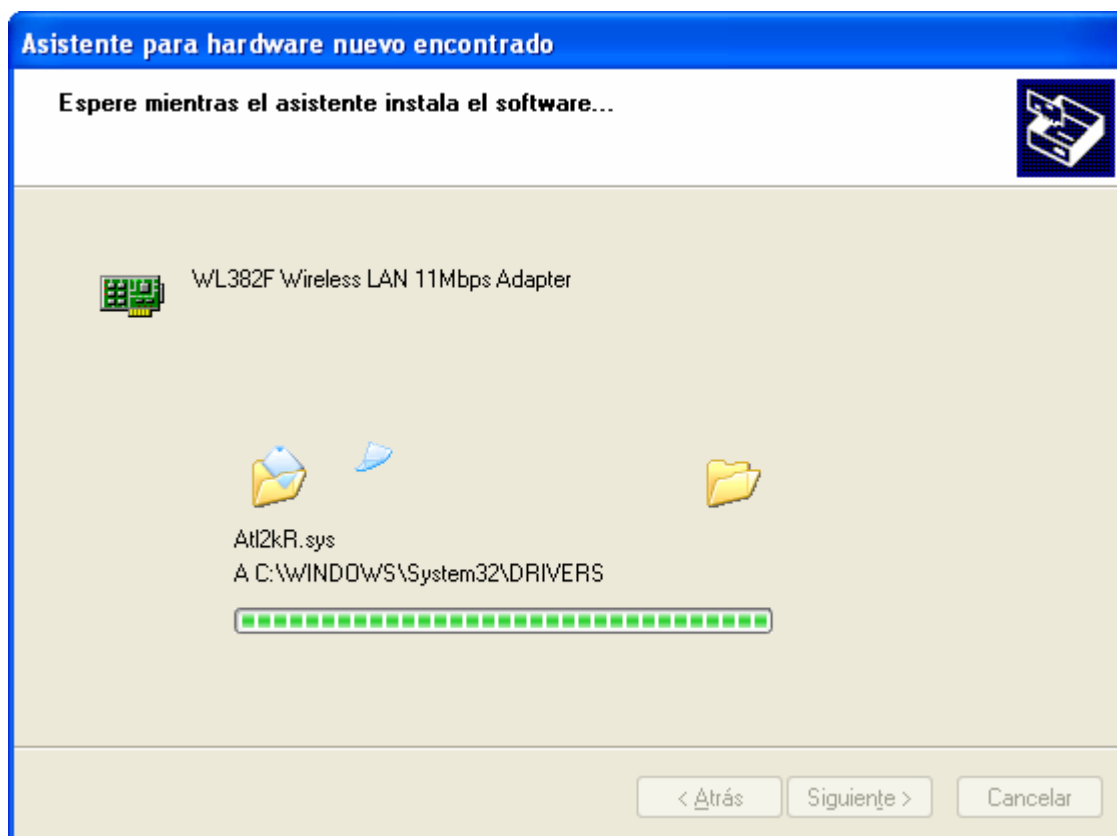 Asistente para hardware nuevo encontrado
Espere mientras el asistente instala el software...
WL382F Wireless LAN 11Mbps Adapter
Atl2kR.sys
A C:\WINDOWS\System32\DRIVERS
< Atrás Siguiente > Cancelar